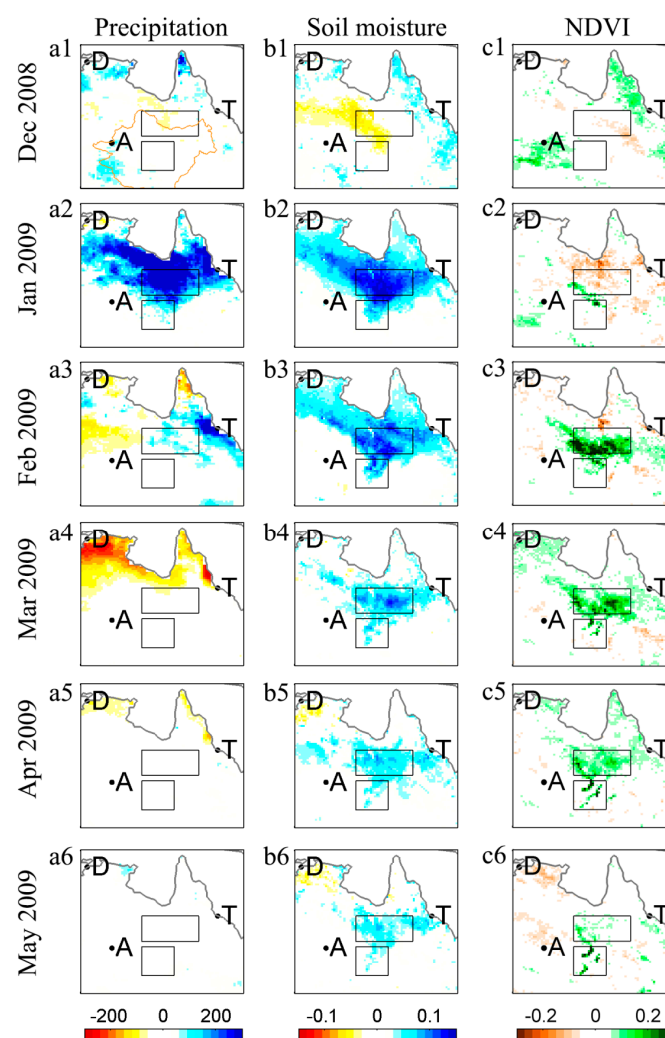 Precipitation Soil moisture NDVI
Dec 2008
a1 D A T
b1 D A T
c1 D A T
Jan 2009
a2 D A T
b2 D A T
c2 D A T
Feb 2009
a3 D A T
b3 D A T
c3 D A T
Mar 2009
a4 D A T
b4 D A T
c4 D A T
Apr 2009
a5 D A T
b5 D A T
c5 D A T
May 2009
a6 D A T
b6 D A T
c6 D A T
-200 0 200 -0.1 0 0.1 -0.2 0 0.2